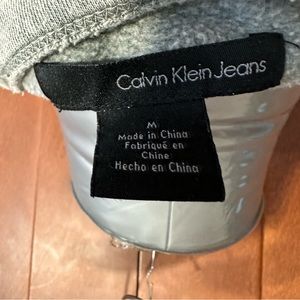 Calvin Klein Jeans
M
Made in China
Fabriqué en
Chine
Hecho en China